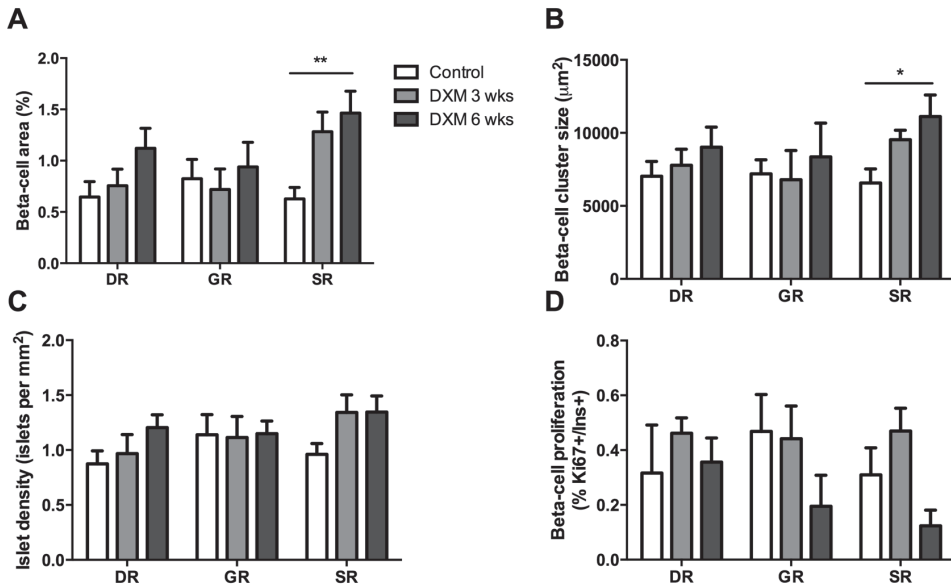 A
Beta-cell area (%)
2.0
1.5
1.0
0.5
0.0
**
DR
GR
SR
Control
DXM 3 wks
DXM 6 wks
B
Beta-cell cluster size (μm²)
15000
10000
5000
0
*
DR
GR
SR
C
Islet density (islets per mm²)
2.0
1.5
1.0
0.5
0.0
DR
GR
SR
D
Beta-cell proliferation
(% Ki67+/Ins+)
0.8
0.6
0.4
0.2
0.0
DR
GR
SR